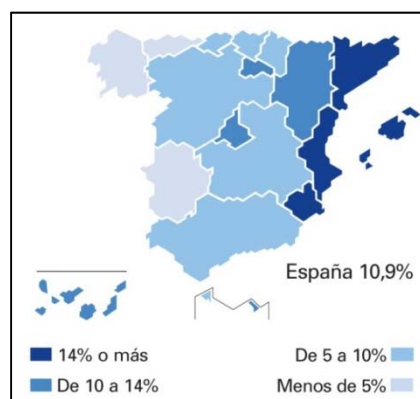 España 10,9%
14% o más
De 5 a 10%
De 10 a 14%
Menos de 5%